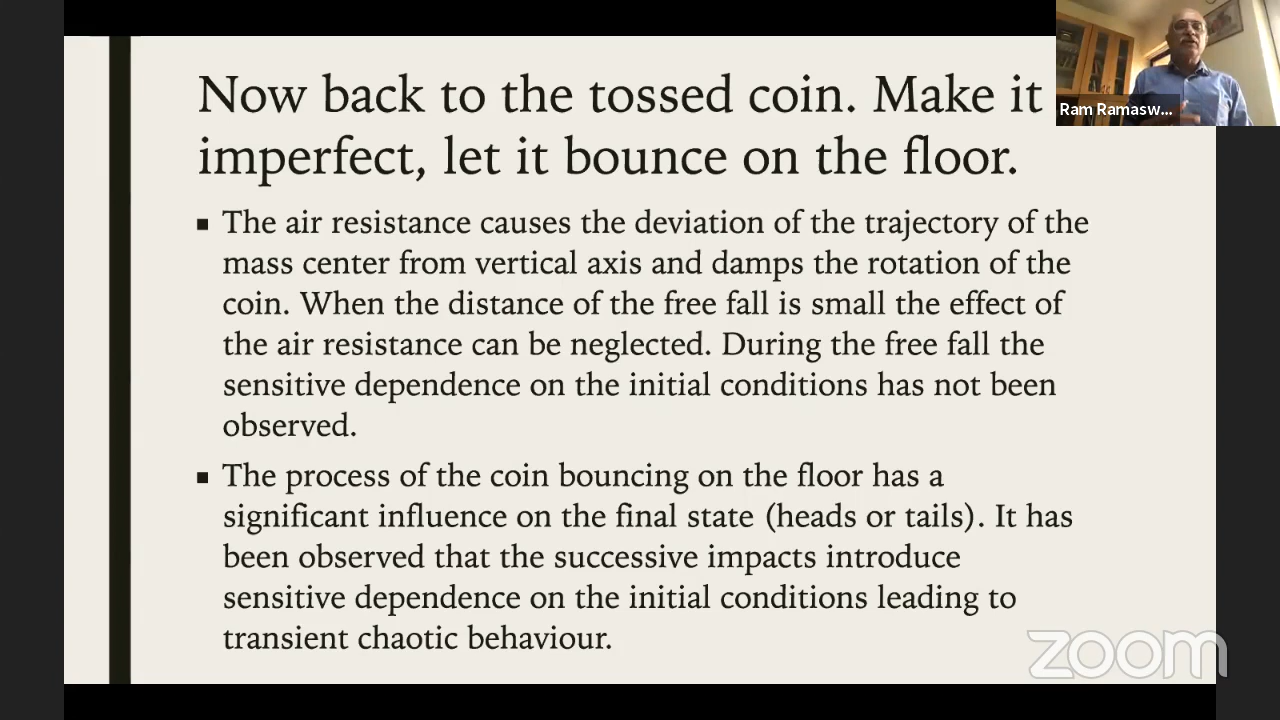 Now back to the tossed coin. Make it
imperfect, let it bounce on the floor.
Ram Ramasw...
▪ The air resistance causes the deviation of the trajectory of the
mass center from vertical axis and damps the rotation of the
coin. When the distance of the free fall is small the effect of
the air resistance can be neglected. During the free fall the
sensitive dependence on the initial conditions has not been
observed.
▪ The process of the coin bouncing on the floor has a
significant influence on the final state (heads or tails). It has
been observed that the successive impacts introduce
sensitive dependence on the initial conditions leading to
transient chaotic behaviour.
zoom